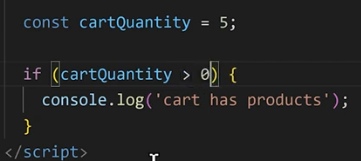 const cartQuantity = 5;
if (cartQuantity > 0) {
console.log('cart has products');
}
</script>